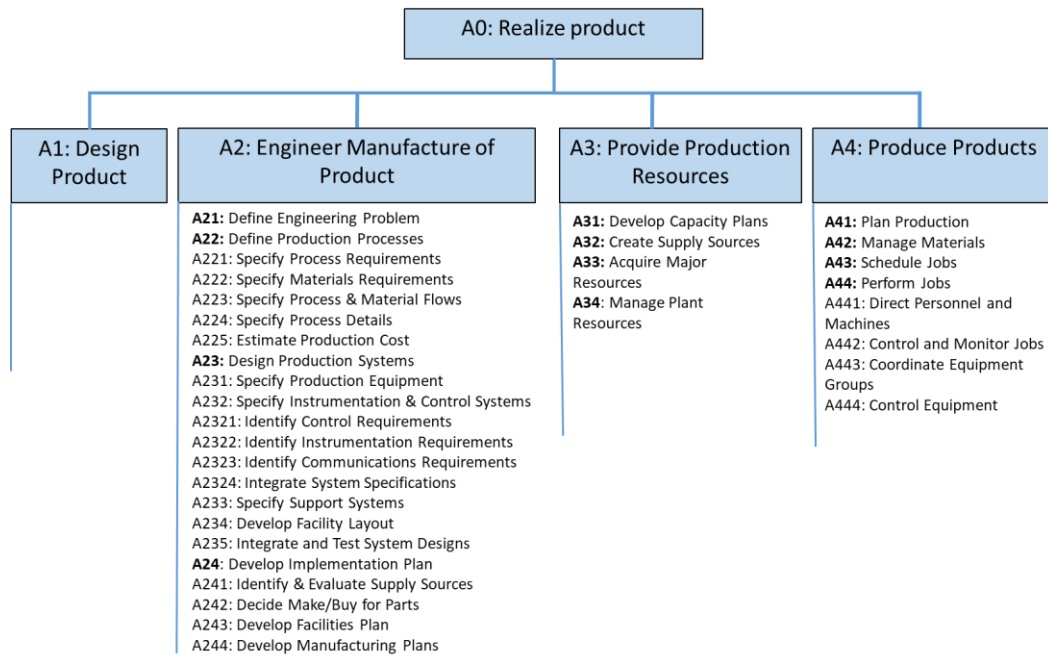 A0: Realize product
A1: Design
Product
A2: Engineer Manufacture of
Product
A21: Define Engineering Problem
A22: Define Production Processes
A221: Specify Process Requirements
A222: Specify Materials Requirements
A223: Specify Process & Material Flows
A224: Specify Process Details
A225: Estimate Production Cost
A23: Design Production Systems
A231: Specify Production Equipment
A232: Specify Instrumentation & Control Systems
A2321: Identify Control Requirements
A2322: Identify Instrumentation Requirements
A2323: Identify Communications Requirements
A2324: Integrate System Specifications
A233: Specify Support Systems
A234: Develop Facility Layout
A235: Integrate and Test System Designs
A24: Develop Implementation Plan
A241: Identify & Evaluate Supply Sources
A242: Decide Make/Buy for Parts
A243: Develop Facilities Plan
A244: Develop Manufacturing Plans
A3: Provide Production
Resources
A31: Develop Capacity Plans
A32: Create Supply Sources
A33: Acquire Major
Resources
A34: Manage Plant
Resources
A4: Produce Products
A41: Plan Production
A42: Manage Materials
A43: Schedule Jobs
A44: Perform Jobs
A441: Direct Personnel and
Machines
A442: Control and Monitor Jobs
A443: Coordinate Equipment
Groups
A444: Control Equipment